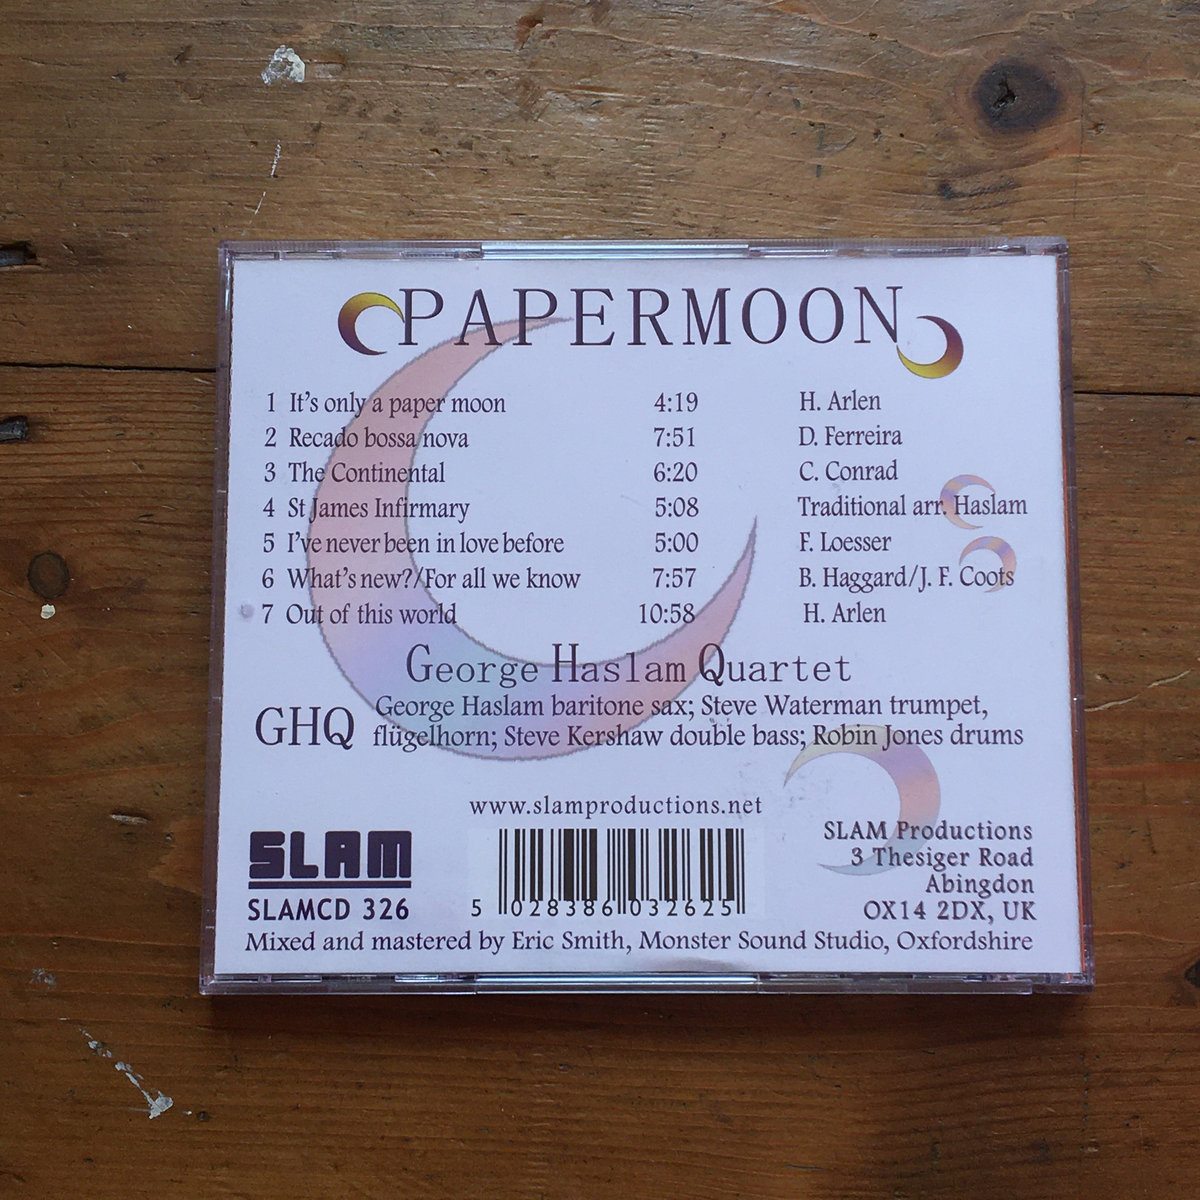 PAPERMOON
1 It's only a paper moon 4:19 H. Arlen
2 Recado bossa nova 7:51 D. Ferreira
3 The Continental 6:20 C. Conrad
4 St James Infirmary 5:08 Traditional arr. Haslam
5 I've never been in love before 5:00 F. Loesser
6 What's new?/For all we know 7:57 B. Haggard/J. F. Coots
7 Out of this world 10:58 H. Arlen
George Haslam Quartet
GHQ
George Haslam baritone sax; Steve Waterman trumpet,
flügelhorn; Steve Kershaw double bass; Robin Jones drums
www.slamproductions.net
SLAM
SLAMCD 326
5 028386 032625
SLAM Productions
3 Thesiger Road
Abingdon
OX14 2DX, UK
Mixed and mastered by Eric Smith, Monster Sound Studio, Oxfordshire